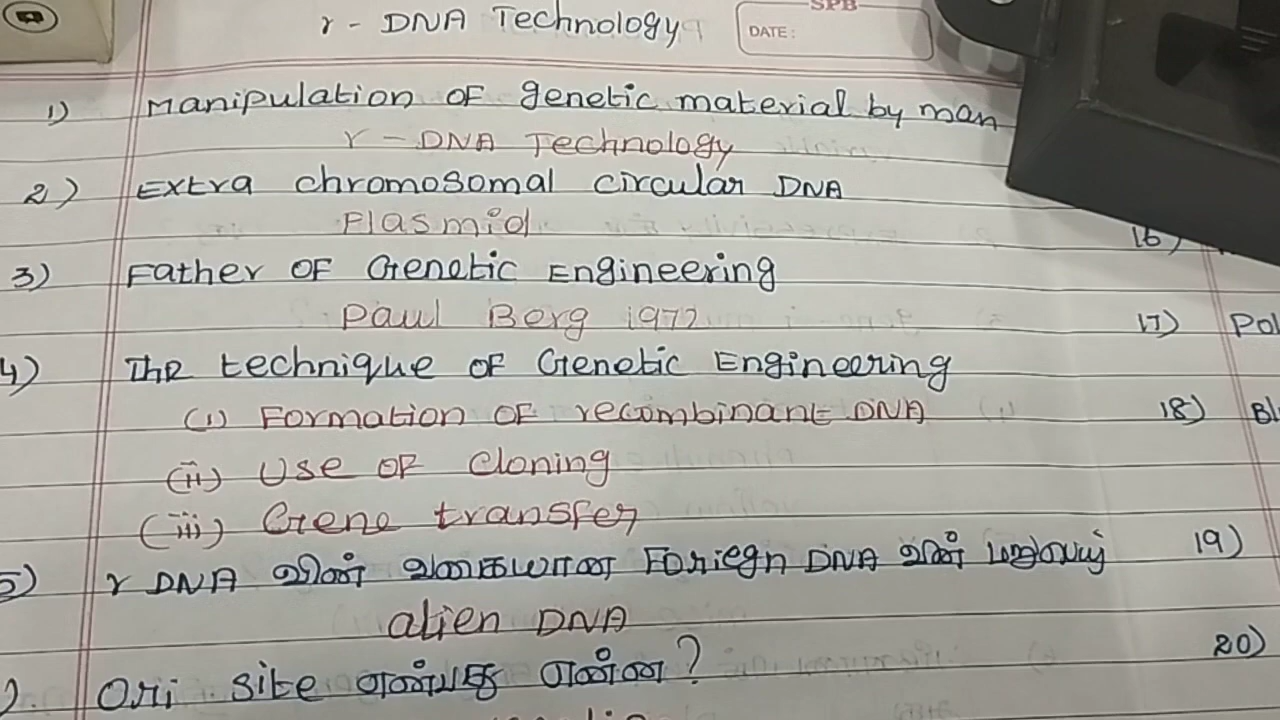 r - DNA Technology
SPB
DATE:
1) Manipulation OF genetic material by man
r - DNA Technology
2) Extra chromosomal circular DNA
Plasmid
3) Father OF Genetic Engineering
Paul Berg 1972
4) The technique OF Genetic Engineering
(i) Formation OF recombinant DNA
(ii) Use OF cloning
(iii) Gene transfer
5) r DNA வின் வகையான Foriegn DNA வின் மறுபெயர்
alien DNA
Ori site என்பது என்ன?
16)
17) Pol
18) Bl
19)
20)